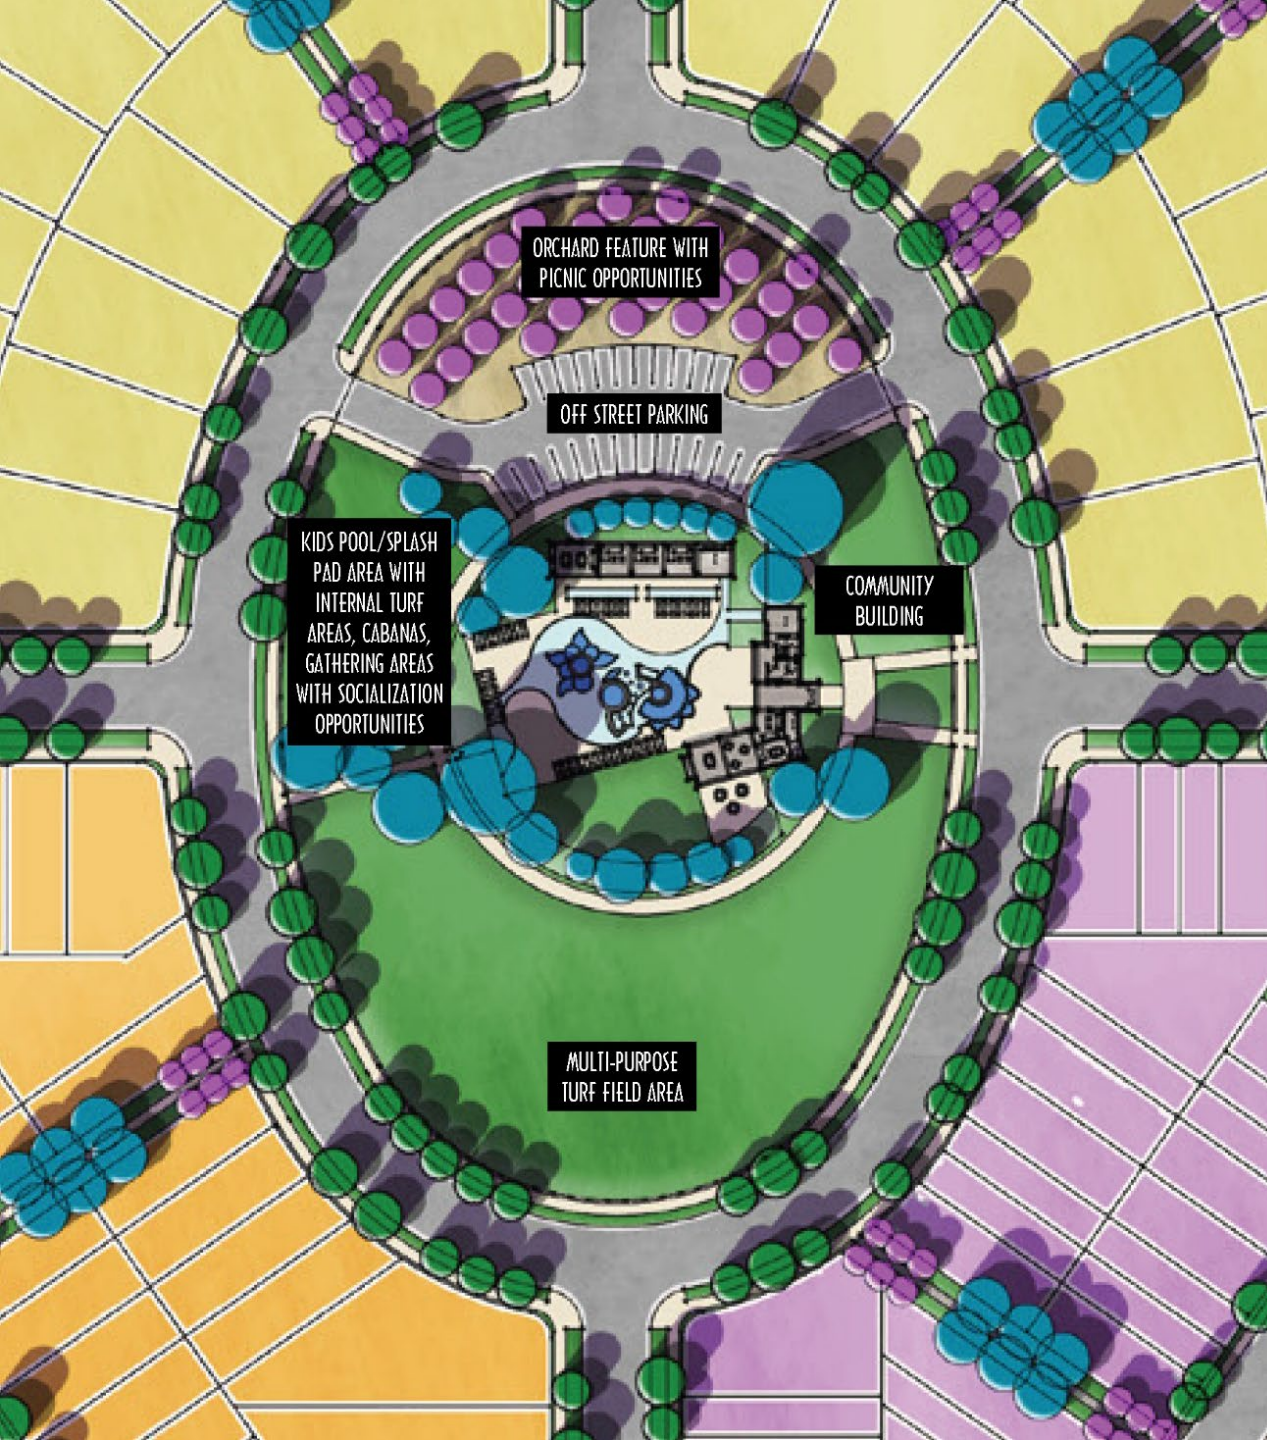 ORCHARD FEATURE WITH
PICNIC OPPORTUNITIES
OFF STREET PARKING
KIDS POOL/SPLASH
PAD AREA WITH
INTERNAL TURF
AREAS, CABANAS,
GATHERING AREAS
WITH SOCIALIZATION
OPPORTUNITIES
COMMUNITY
BUILDING
MULTI-PURPOSE
TURF FIELD AREA